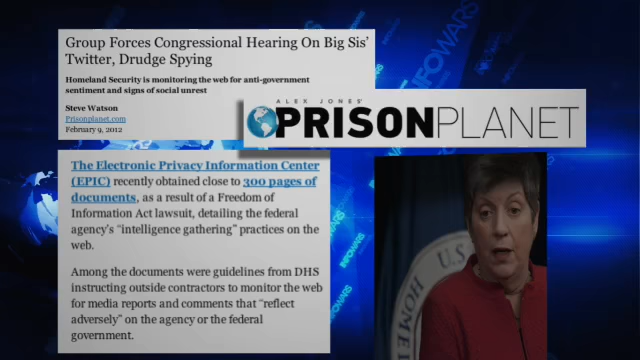 Group Forces Congressional Hearing On Big Sis’
Twitter, Drudge Spying
Homeland Security is monitoring the web for anti-government
sentiment and signs of social unrest
Steve Watson
Prisonplanet.com
February 9, 2012
ALEX JONES'
PRISONPLANET
The Electronic Privacy Information Center
(EPIC) recently obtained close to 300 pages of
documents, as a result of a Freedom of
Information Act lawsuit, detailing the federal
agency’s “intelligence gathering” practices on the
web.
Among the documents were guidelines from DHS
instructing outside contractors to monitor the web
for media reports and comments that “reflect
adversely” on the agency or the federal
government.
INFOWARS
INFOWARS
INFOWARS
U.S.
HOME